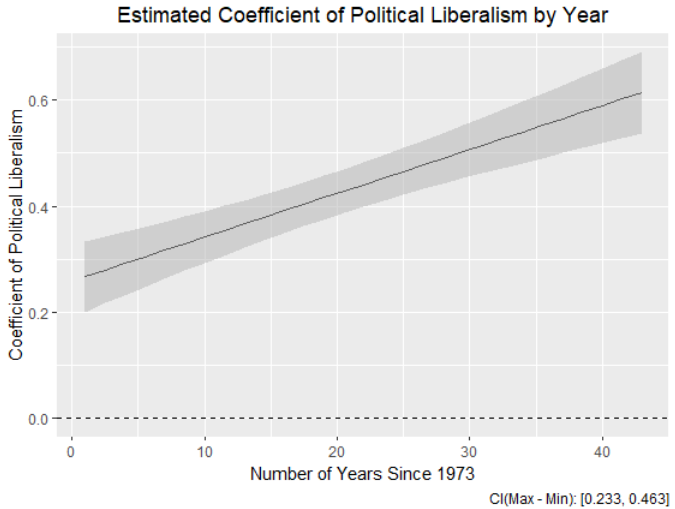 Estimated Coefficient of Political Liberalism by Year
Coefficient of Political Liberalism
0.6
0.4
0.2
0.0
0 10 20 30 40
Number of Years Since 1973
CI(Max - Min): [0.233, 0.463]